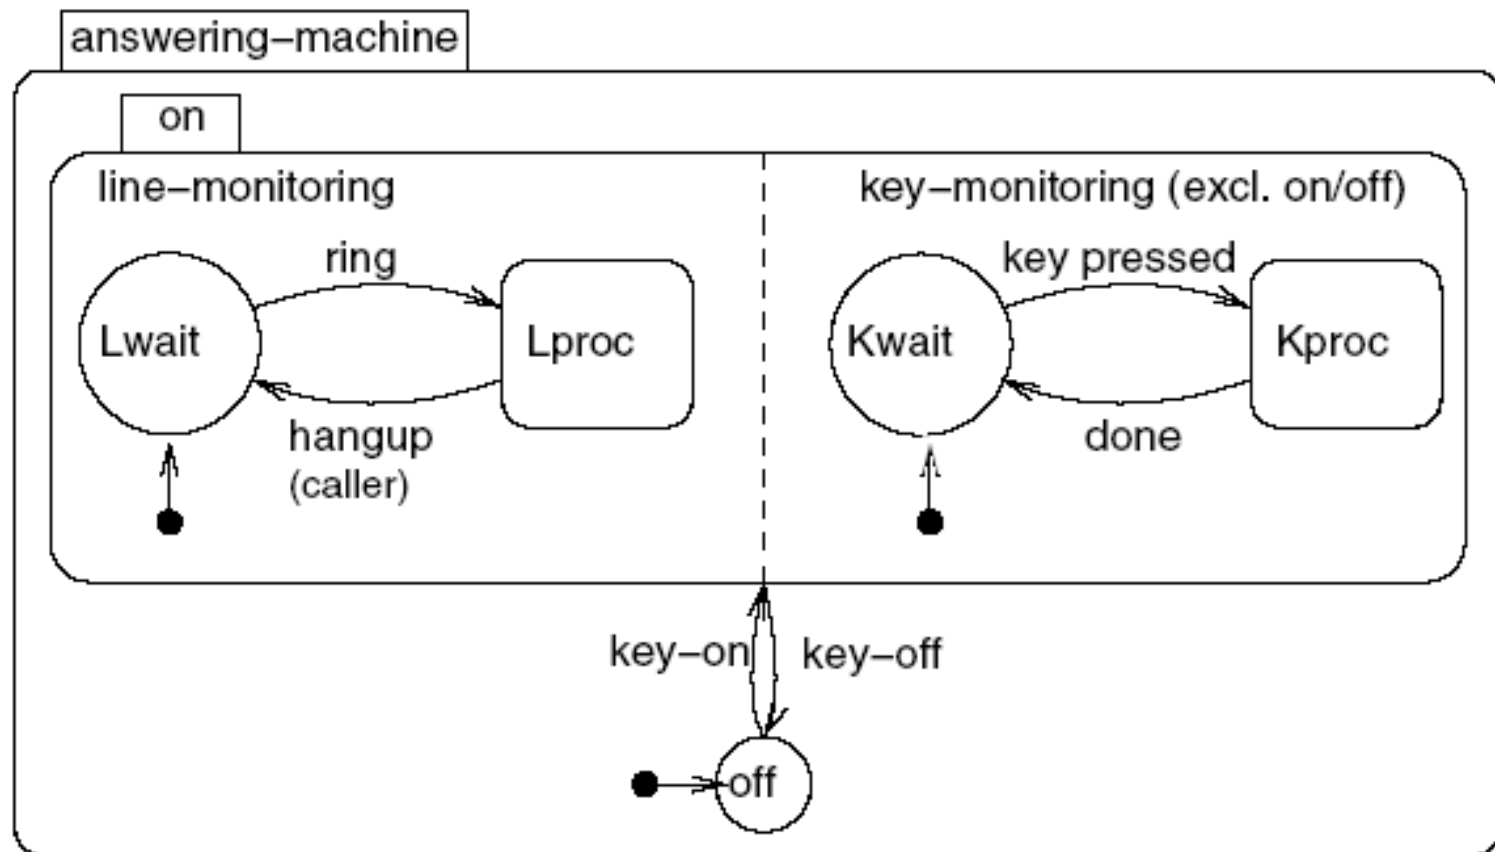 answering–machine
on
line–monitoring
key–monitoring (excl. on/off)
ring
key pressed
Lwait
Lproc
Kwait
Kproc
hangup
(caller)
done
key–on
key–off
off